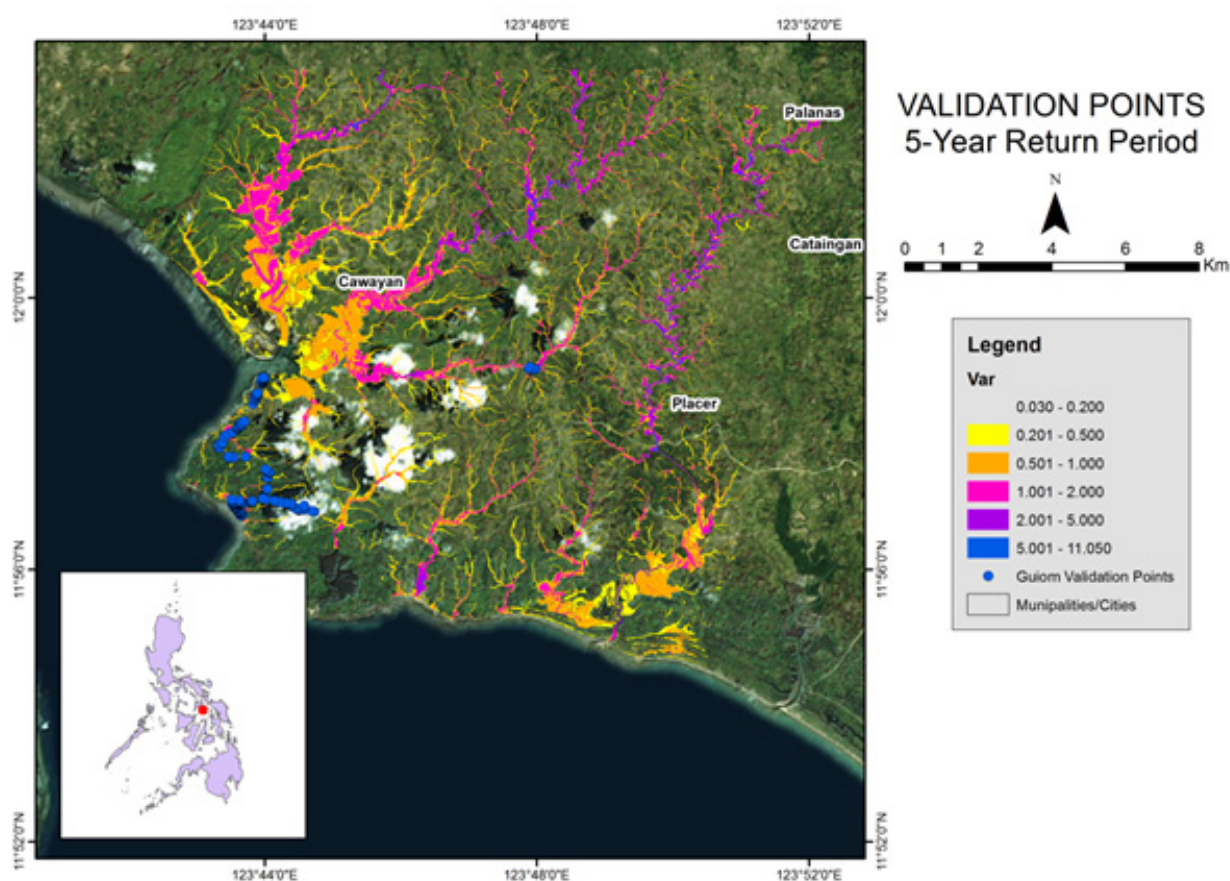 123°44'0"E
123°48'0"E
123°52'0"E
Palanas
Cataingan
Cawayan
Placer
12°0'0"N
12°0'0"N
11°56'0"N
11°56'0"N
11°52'0"N
11°52'0"N
123°44'0"E
123°48'0"E
123°52'0"E
VALIDATION POINTS
5-Year Return Period
N
0 2 4 6 8
Km
Legend
Var
0.030 - 0.200
0.201 - 0.500
0.501 - 1.000
1.001 - 2.000
2.001 - 5.000
5.001 - 11.050
Guiom Validation Points
Munipalities/Cities